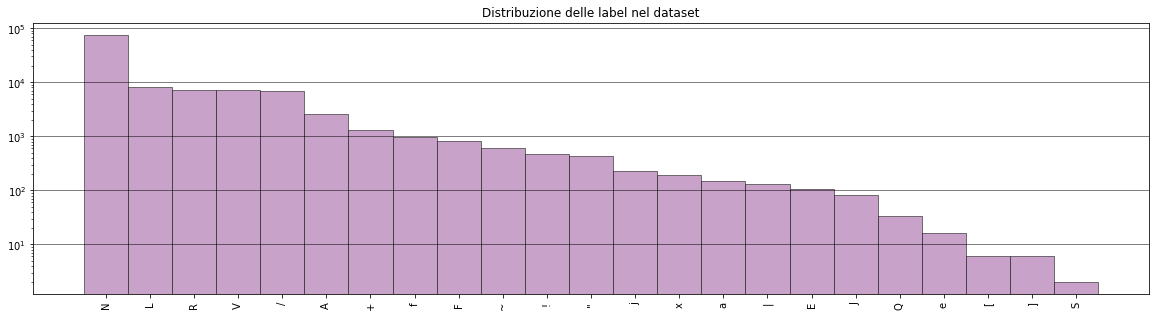 Distribuzione delle label nel dataset
10^5
10^4
10^3
10^2
10^1
N L R V / A + f F ~ ! " j x a | E J Q e [ ] S